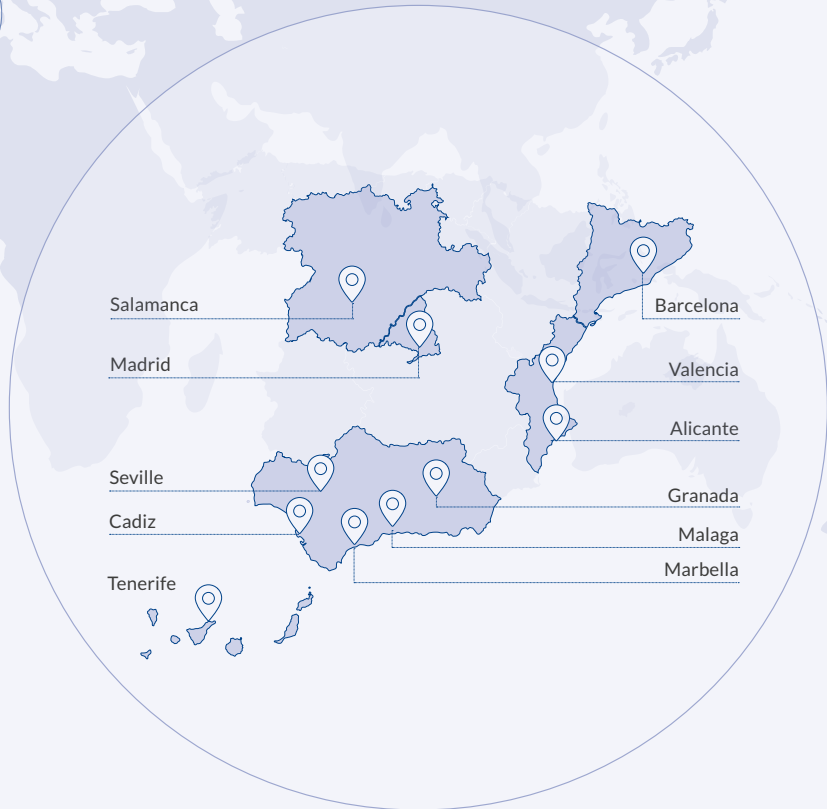 Salamanca
Barcelona
Madrid
Valencia
Alicante
Seville
Granada
Cadiz
Malaga
Marbella
Tenerife